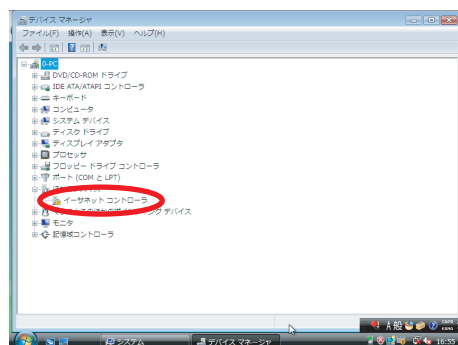 デバイス マネージャ
ファイル(F) 操作(A) 表示(V) ヘルプ(H)
0-PC
DVD/CD-ROM ドライブ
IDE ATA/ATAPI コントローラ
キーボード
コンピュータ
システム デバイス
ディスク ドライブ
ディスプレイ アダプタ
プロセッサ
フロッピー ドライブ コントローラ
ポート (COM と LPT)
イーサネット コントローラ
デバイス
モニタ
記憶域コントローラ
A 般
CAPS
KANA
システム
デバイス マネージャ
16:55